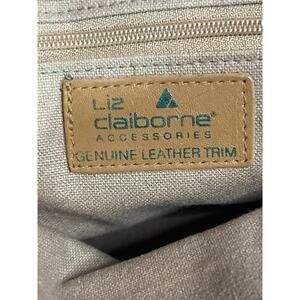 Liz
claiborne®
ACCESSORIES
GENUINE LEATHER TRIM